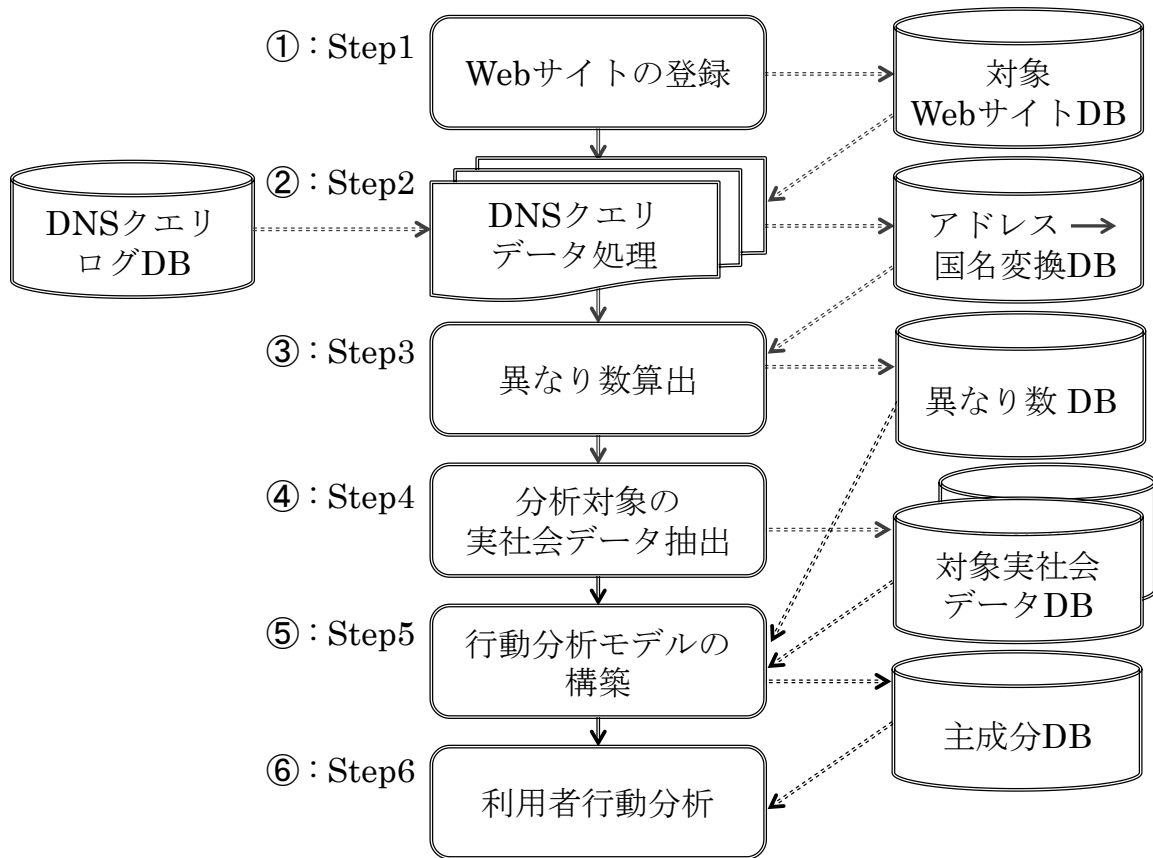 ①：Step1
Webサイトの登録
対象
WebサイトDB
②：Step2
DNSクエリ
ログDB
DNSクエリ
データ処理
アドレス →
国名変換DB
③：Step3
異なり数算出
異なり数 DB
④：Step4
分析対象の
実社会データ抽出
対象実社会
データDB
⑤：Step5
行動分析モデルの
構築
主成分DB
⑥：Step6
利用者行動分析